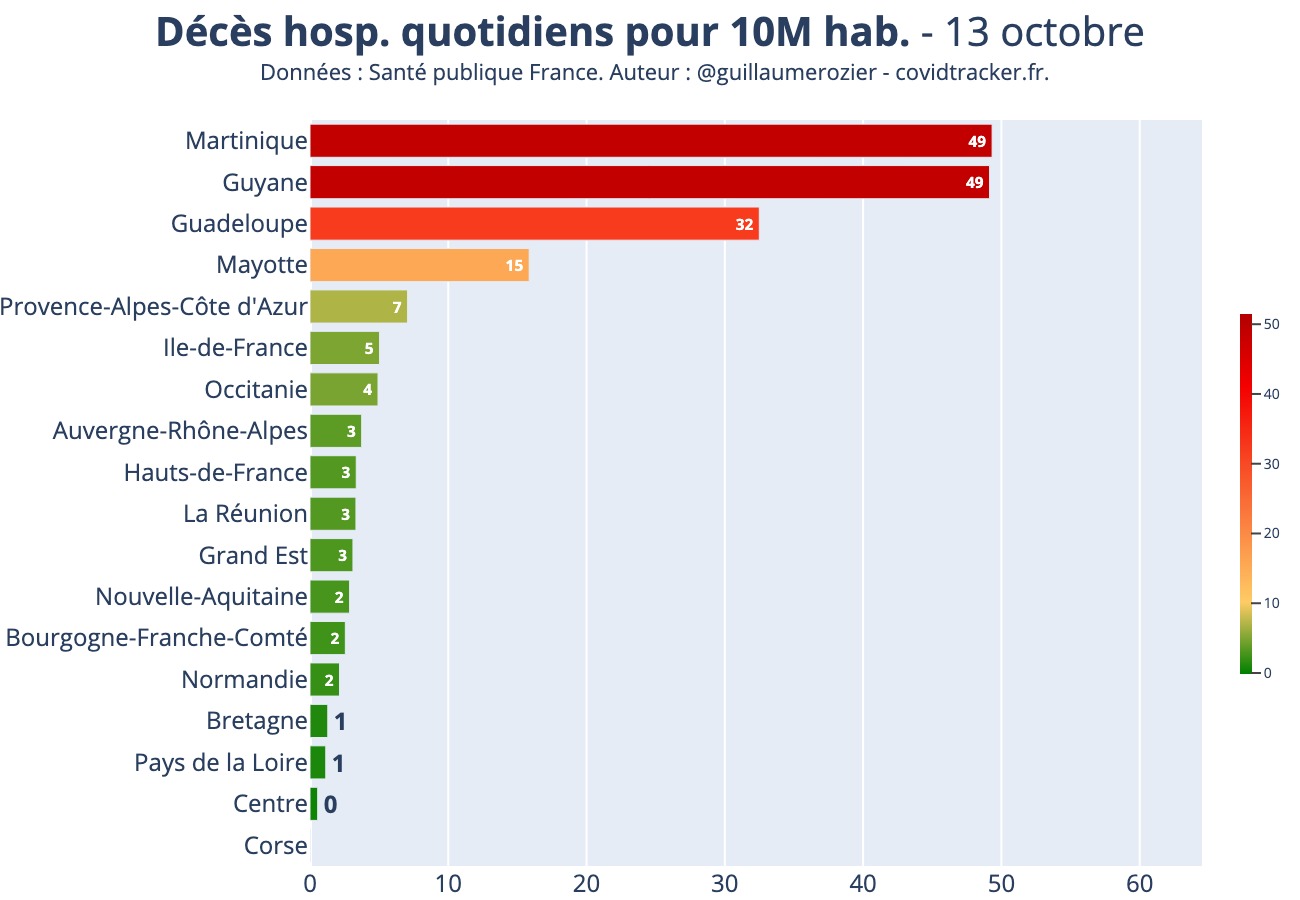 Décès hosp. quotidiens pour 10M hab. - 13 octobre
Données : Santé publique France. Auteur : @guillaumerozier - covidtracker.fr.
Martinique 49
Guyane 49
Guadeloupe 32
Mayotte 15
Provence-Alpes-Côte d'Azur 7
Ile-de-France 5
Occitanie 4
Auvergne-Rhône-Alpes 3
Hauts-de-France 3
La Réunion 3
Grand Est 3
Nouvelle-Aquitaine 2
Bourgogne-Franche-Comté 2
Normandie 2
Bretagne 1
Pays de la Loire 1
Centre 0
Corse
0 10 20 30 40 50 60
50
40
30
20
10
0